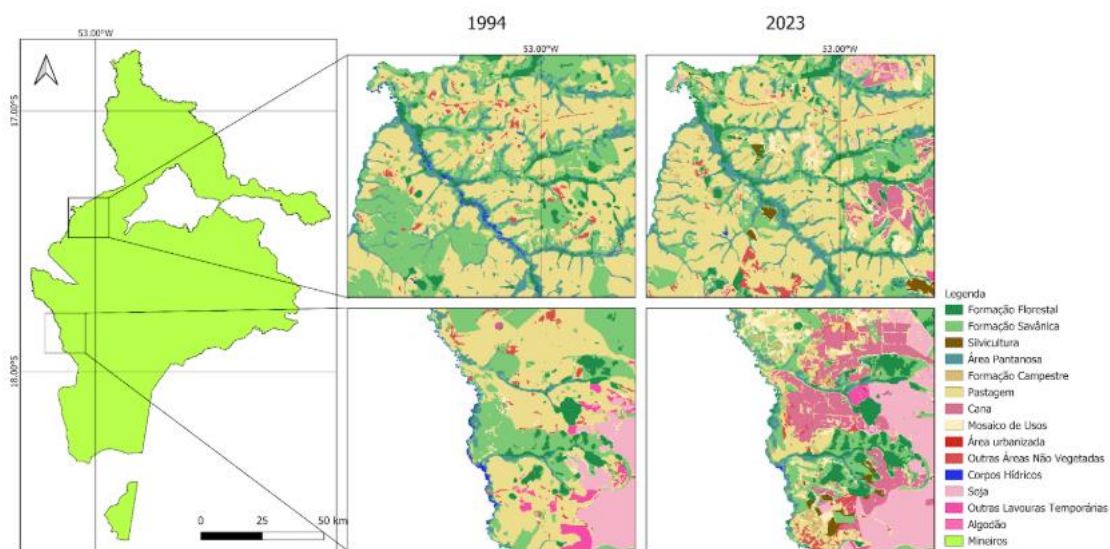 1994
2023
53.00°W
53.00°W
53.00°W
17.00°S
18.00°S
0 25 50 km
Legenda
Formação Florestal
Formação Savânica
Silvicultura
Área Pantanosa
Formação Campestre
Pastagem
Cana
Mosaico de Usos
Área urbanizada
Outras Áreas Não Vegetadas
Corpos Hídricos
Soja
Outras Lavouras Temporárias
Algodão
Mineiros